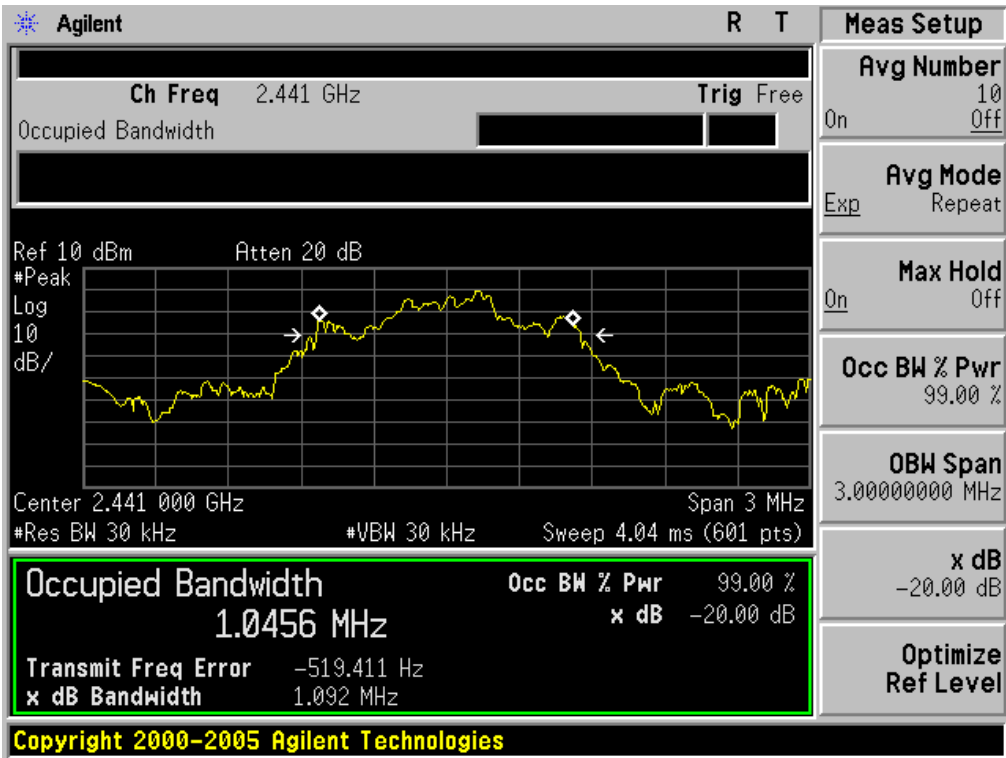 Agilent R T
Ch Freq 2.441 GHz Trig Free
Occupied Bandwidth
Ref 10 dBm Atten 20 dB
#Peak
Log
10
dB/
Center 2.441 000 GHz Span 3 MHz
#Res BW 30 kHz #VBW 30 kHz Sweep 4.04 ms (601 pts)
Occupied Bandwidth Occ BW % Pwr 99.00 %
1.0456 MHz x dB -20.00 dB
Transmit Freq Error -519.411 Hz
x dB Bandwidth 1.092 MHz
Copyright 2000-2005 Agilent Technologies
Meas Setup
Avg Number
10
On Off
Avg Mode
Exp Repeat
Max Hold
On Off
Occ BW % Pwr
99.00 %
OBW Span
3.00000000 MHz
x dB
-20.00 dB
Optimize
Ref Level